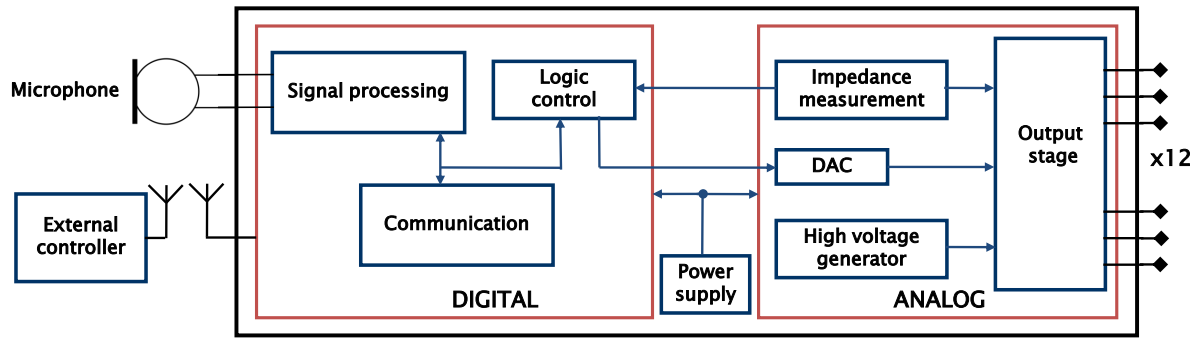 Microphone
Signal processing
Logic
control
Impedance
measurement
Output
stage
DAC
x12
External
controller
Communication
High voltage
generator
Power
supply
DIGITAL
ANALOG